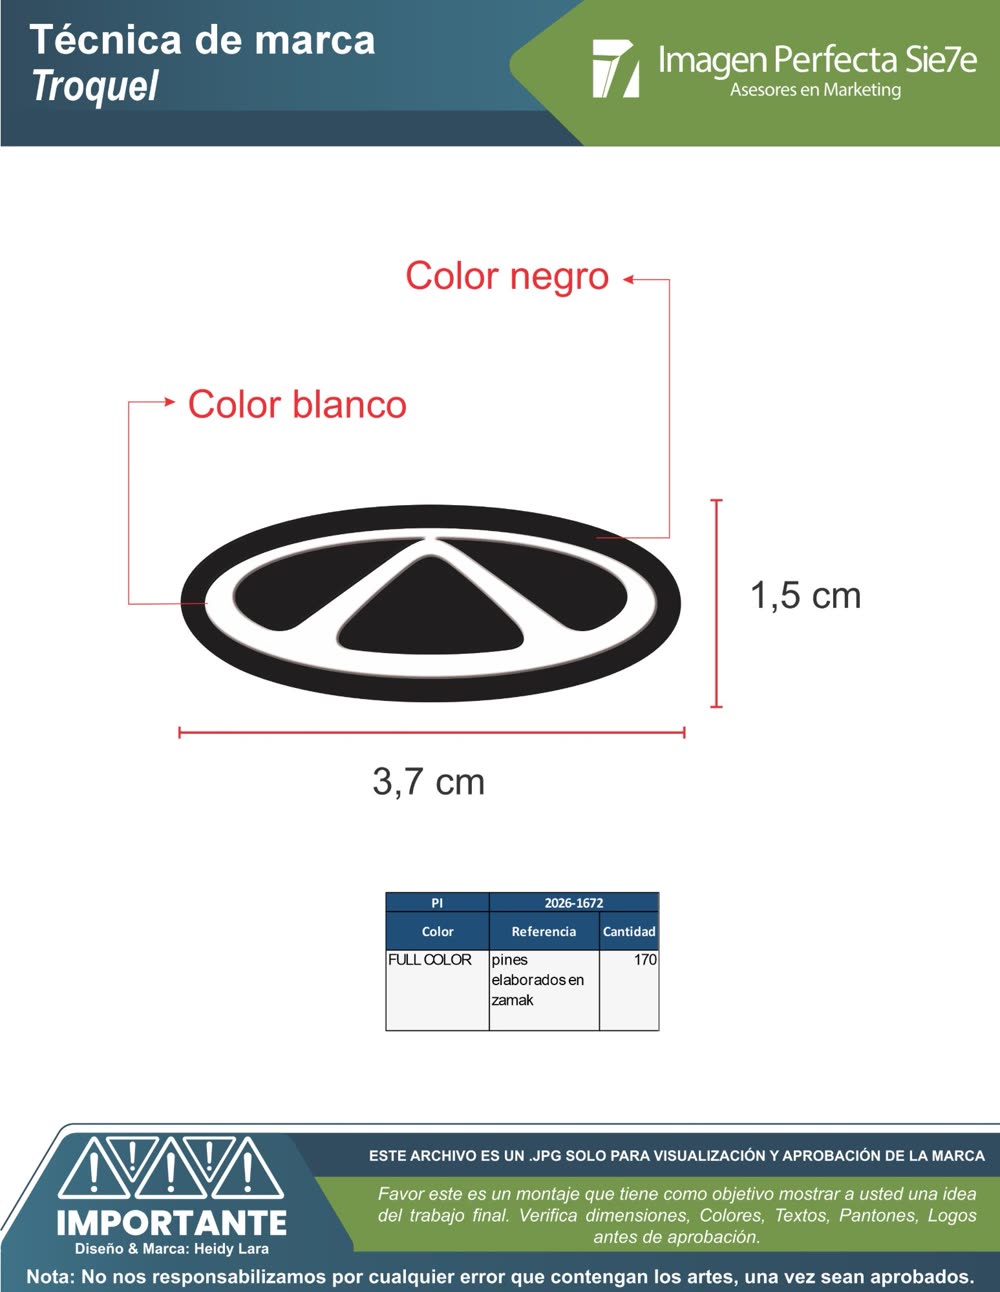 Técnica de marca
Troquel
Imagen Perfecta Sie7e
Asesores en Marketing
Color negro
Color blanco
1,5 cm
3,7 cm
PI 2026-1672
Color Referencia Cantidad
FULL COLOR pines 170
elaborados en
zamak
ESTE ARCHIVO ES UN .JPG SOLO PARA VISUALIZACIÓN Y APROBACIÓN DE LA MARCA
Favor este es un montaje que tiene como objetivo mostrar a usted una idea
del trabajo final. Verifica dimensiones, Colores, Textos, Pantones, Logos
antes de aprobación.
IMPORTANTE
Diseño & Marca: Heidy Lara
Nota: No nos responsabilizamos por cualquier error que contengan los artes, una vez sean aprobados.